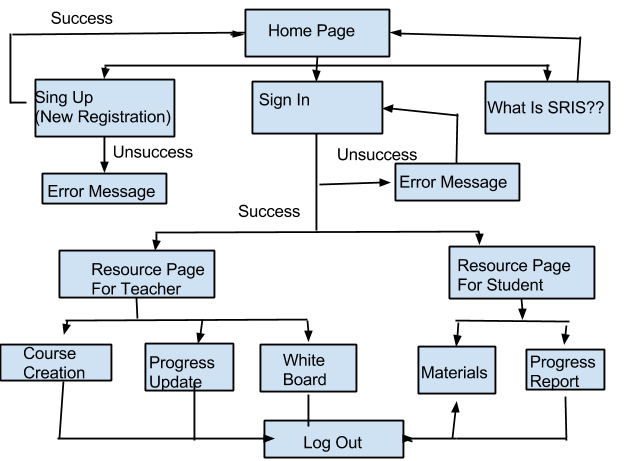 Success
Home Page
Sing Up
(New Registration)
Sign In
What Is SRIS??
Unsuccess
Unsuccess
Error Message
Error Message
Success
Resource Page
For Teacher
Resource Page
For Student
Course
Creation
Progress
Update
White
Board
Materials
Progress
Report
Log Out